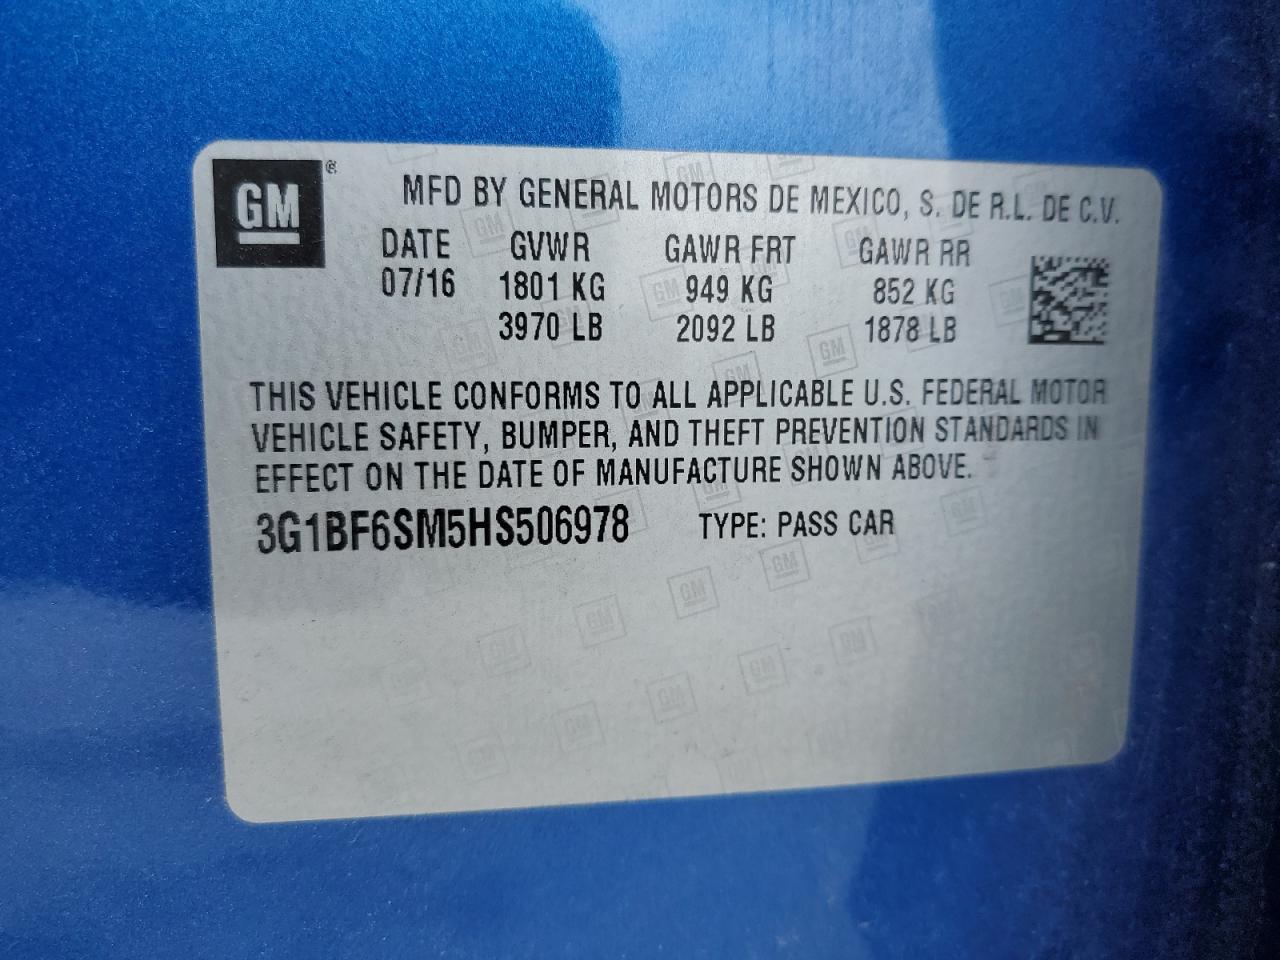 GM ®
MFD BY GENERAL MOTORS DE MEXICO, S. DE R.L. DE C.V.
DATE GVWR GAWR FRT GAWR RR
07/16 1801 KG 949 KG 852 KG
3970 LB 2092 LB 1878 LB
THIS VEHICLE CONFORMS TO ALL APPLICABLE U.S. FEDERAL MOTOR
VEHICLE SAFETY, BUMPER, AND THEFT PREVENTION STANDARDS IN
EFFECT ON THE DATE OF MANUFACTURE SHOWN ABOVE.
3G1BF6SM5HS506978 TYPE: PASS CAR